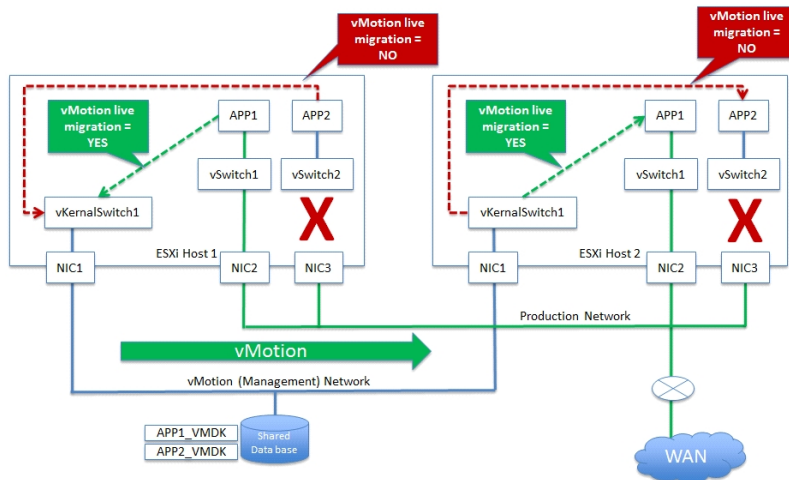 vMotion live
migration =
NO
vMotion live
migration =
NO
vMotion live
migration =
YES
APP1
APP2
vMotion live
migration =
YES
APP1
APP2
vSwitch1
vSwitch2
vSwitch1
vSwitch2
vKernalSwitch1
X
vKernalSwitch1
X
ESXi Host 1
ESXi Host 2
NIC1
NIC2
NIC3
NIC1
NIC2
NIC3
Production Network
vMotion
vMotion (Management) Network
APP1_VMDK
APP2_VMDK
Shared
Data base
WAN